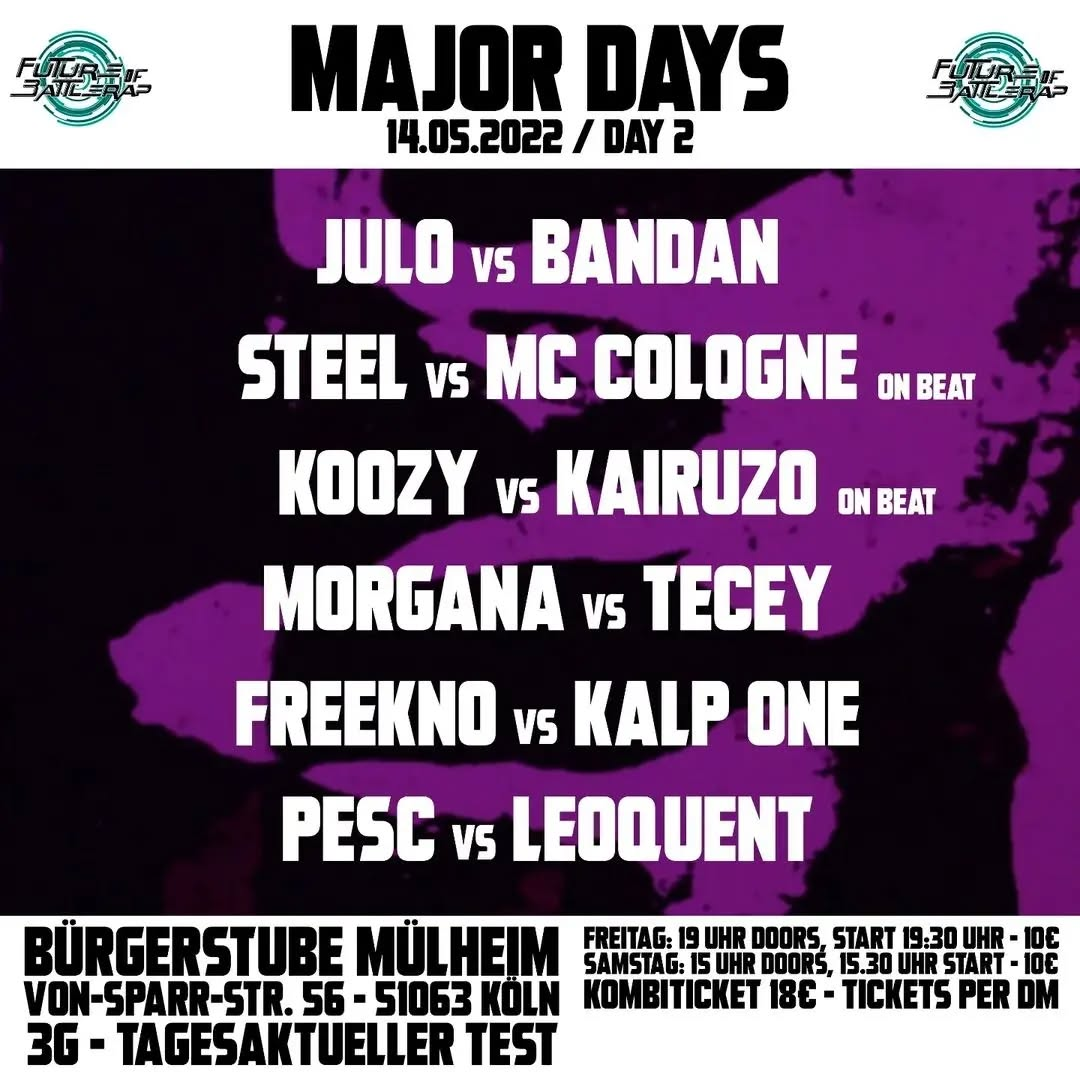 FUTURE OF
BATTLERAP
MAJOR DAYS
14.05.2022 / DAY 2
FUTURE OF
BATTLERAP
JULO VS BANDAN
STEEL VS MC COLOGNE ON BEAT
KOOZY VS KAIRUZO ON BEAT
MORGANA VS TECEY
FREEKNO VS KALP ONE
PESC VS LEOQUENT
BÜRGERSTUBE MÜLHEIM
VON-SPARR-STR. 56 - 51063 KÖLN
3G - TAGESAKTUELLER TEST
FREITAG: 19 UHR DOORS, START 19:30 UHR - 10€
SAMSTAG: 15 UHR DOORS, 15.30 UHR START - 10€
KOMBITICKET 18€ - TICKETS PER DM